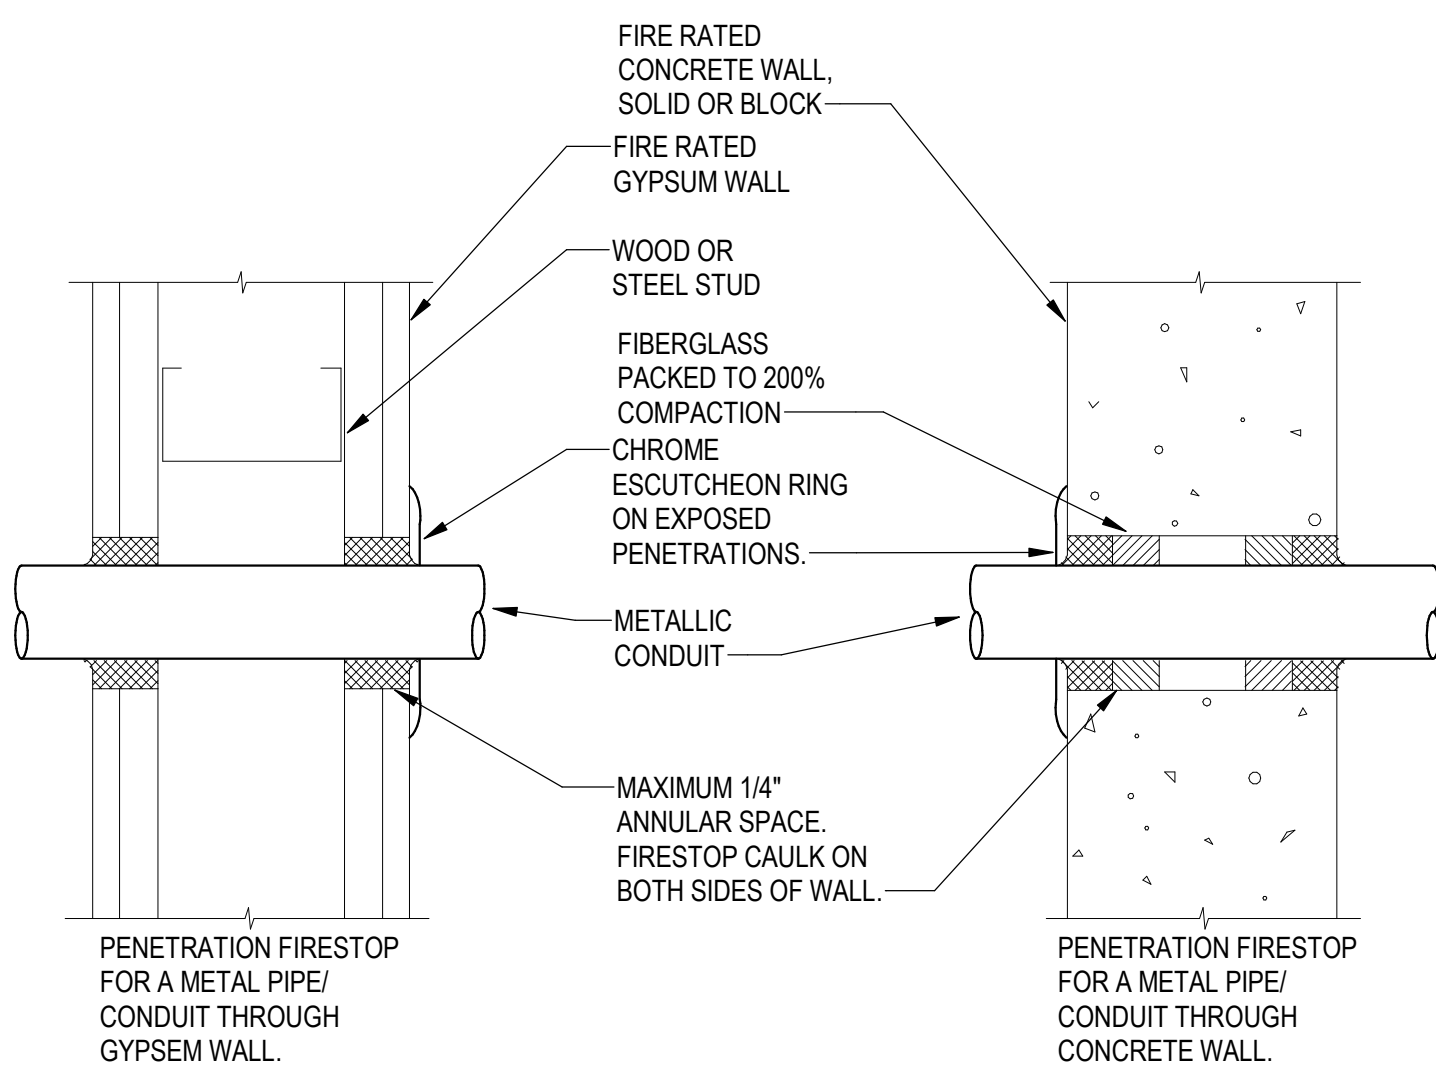 FIRE RATED
CONCRETE WALL,
SOLID OR BLOCK
FIRE RATED
GYPSUM WALL
WOOD OR
STEEL STUD
FIBERGLASS
PACKED TO 200%
COMPACTION
CHROME
ESCUTCHEON RING
ON EXPOSED
PENETRATIONS.
METALLIC
CONDUIT
MAXIMUM 1/4"
ANNULAR SPACE.
FIRESTOP CAULK ON
BOTH SIDES OF WALL.
PENETRATION FIRESTOP
FOR A METAL PIPE/
CONDUIT THROUGH
GYPSEM WALL.
PENETRATION FIRESTOP
FOR A METAL PIPE/
CONDUIT THROUGH
CONCRETE WALL.